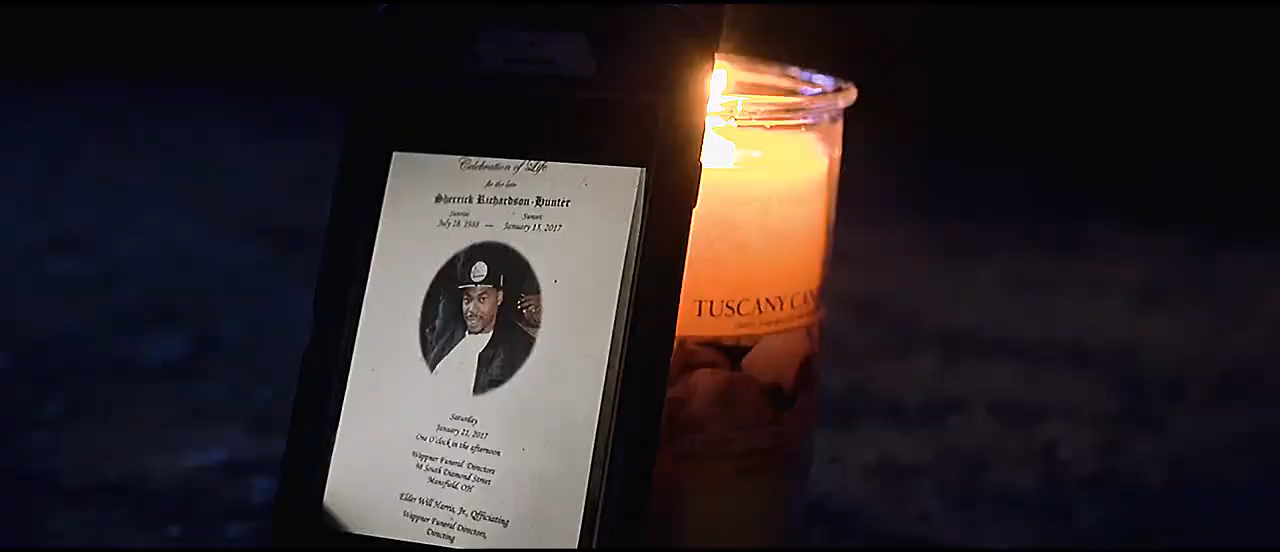 Celebration of Life
for the late
Sherrick Richardson-Hunter
Sunrise Sunset
July 28, 1988 — January 15, 2017
Saturday
January 21, 2017
One O'clock in the afternoon
Wappner Funeral Directors
98 South Diamond Street
Mansfield, OH
Elder Will Harris, Jr., Officiating
Wappner Funeral Directors,
Directing
TUSCANY CAN